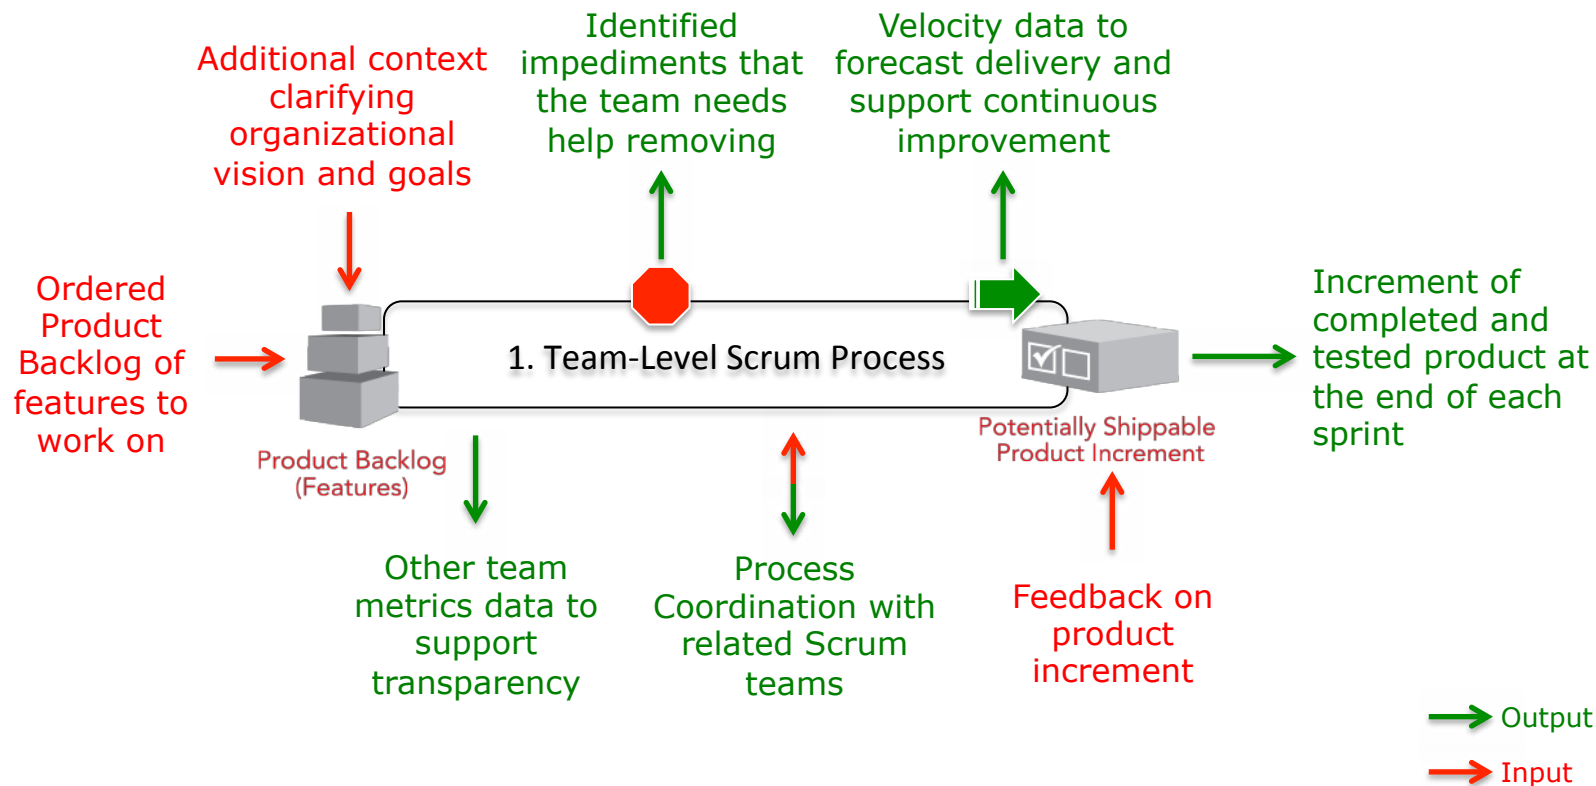 Additional context
clarifying
organizational
vision and goals
Identified
impediments that
the team needs
help removing
Velocity data to
forecast delivery and
support continuous
improvement
Ordered
Product
Backlog of
features to
work on
1. Team-Level Scrum Process
Increment of
completed and
tested product at
the end of each
sprint
Product Backlog
(Features)
Potentially Shippable
Product Increment
Other team
metrics data to
support
transparency
Process
Coordination with
related Scrum
teams
Feedback on
product
increment
Output
Input